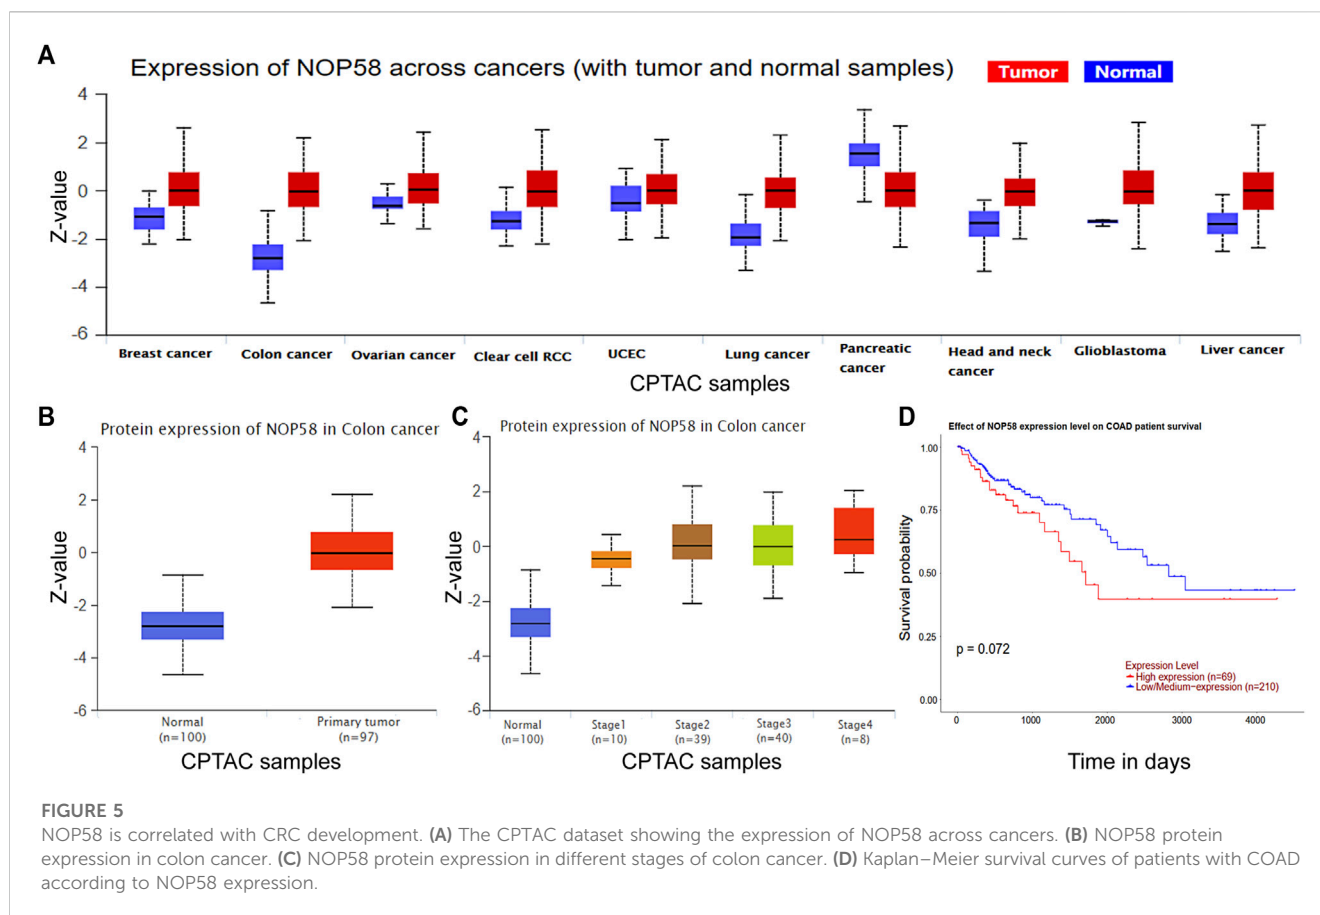 A
Expression of NOP58 across cancers (with tumor and normal samples)
Tumor
Normal
Z-value
4
2
0
-2
-4
-6
Breast cancer
Colon cancer
Ovarian cancer
Clear cell RCC
UCEC
Lung cancer
Pancreatic
cancer
Head and neck
cancer
Glioblastoma
Liver cancer
CPTAC samples
B
Protein expression of NOP58 in Colon cancer
Z-value
4
2
0
-2
-4
-6
Normal
(n=100)
Primary tumor
(n=97)
CPTAC samples
C
Protein expression of NOP58 in Colon cancer
Z-value
4
2
0
-2
-4
-6
Normal
(n=100)
Stage1
(n=10)
Stage2
(n=39)
Stage3
(n=40)
Stage4
(n=8)
CPTAC samples
D
Effect of NOP58 expression level on COAD patient survival
Survival probability
1.00
0.75
0.50
0.25
0.00
p = 0.072
Expression Level
High expression (n=69)
Low/Medium-expression (n=210)
0
1000
2000
3000
4000
Time in days
FIGURE 5
NOP58 is correlated with CRC development. (A) The CPTAC dataset showing the expression of NOP58 across cancers. (B) NOP58 protein
expression in colon cancer. (C) NOP58 protein expression in different stages of colon cancer. (D) Kaplan–Meier survival curves of patients with COAD
according to NOP58 expression.